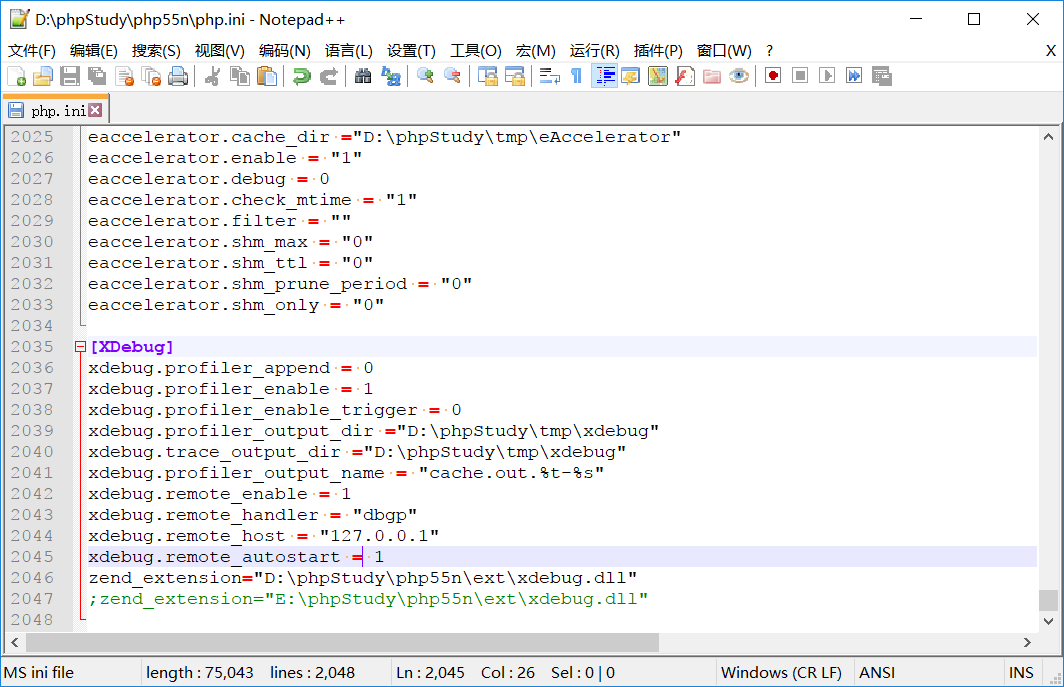 D:\phpStudy\php55n\php.ini - Notepad++
文件(F) 编辑(E) 搜索(S) 视图(V) 编码(N) 语言(L) 设置(T) 工具(O) 宏(M) 运行(R) 插件(P) 窗口(W) ? X
php.ini
2025 eaccelerator.cache_dir ="D:\phpStudy\tmp\eAccelerator"
2026 eaccelerator.enable = "1"
2027 eaccelerator.debug = 0
2028 eaccelerator.check_mtime = "1"
2029 eaccelerator.filter = ""
2030 eaccelerator.shm_max = "0"
2031 eaccelerator.shm_ttl = "0"
2032 eaccelerator.shm_prune_period = "0"
2033 eaccelerator.shm_only = "0"
2034
2035 [XDebug]
2036 xdebug.profiler_append = 0
2037 xdebug.profiler_enable = 1
2038 xdebug.profiler_enable_trigger = 0
2039 xdebug.profiler_output_dir ="D:\phpStudy\tmp\xdebug"
2040 xdebug.trace_output_dir ="D:\phpStudy\tmp\xdebug"
2041 xdebug.profiler_output_name = "cache.out.%t-%s"
2042 xdebug.remote_enable = 1
2043 xdebug.remote_handler = "dbgp"
2044 xdebug.remote_host = "127.0.0.1"
2045 xdebug.remote_autostart = 1
2046 zend_extension="D:\phpStudy\php55n\ext\xdebug.dll"
2047 ;zend_extension="E:\phpStudy\php55n\ext\xdebug.dll"
2048
MS ini file length : 75,043 lines : 2,048 Ln : 2,045 Col : 26 Sel : 0 | 0 Windows (CR LF) ANSI INS